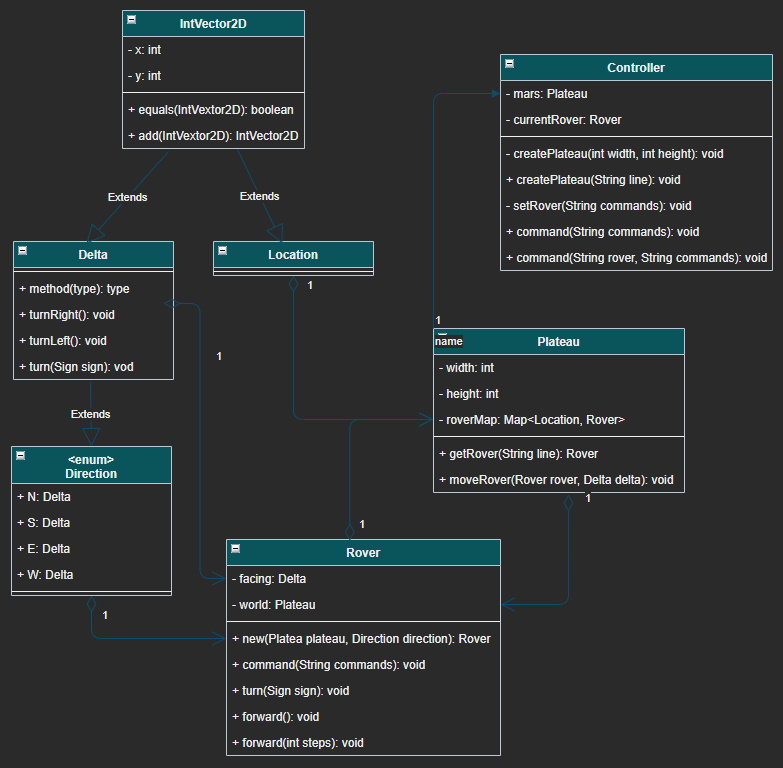 IntVector2D
- x: int
- y: int
+ equals(IntVextor2D): boolean
+ add(IntVextor2D): IntVector2D
Controller
- mars: Plateau
- currentRover: Rover
- createPlateau(int width, int height): void
+ createPlateau(String line): void
- setRover(String commands): void
+ command(String commands): void
+ command(String rover, String commands): void
Extends
Extends
Delta
+ method(type): type
+ turnRight(): void
+ turnLeft(): void
+ turn(Sign sign): vod
Location
1
1
1
name
Plateau
- width: int
- height: int
- roverMap: Map<Location, Rover>
+ getRover(String line): Rover
+ moveRover(Rover rover, Delta delta): void
1
Extends
<enum>
Direction
+ N: Delta
+ S: Delta
+ E: Delta
+ W: Delta
1
1
Rover
- facing: Delta
- world: Plateau
+ new(Platea plateau, Direction direction): Rover
+ command(String commands): void
+ turn(Sign sign): void
+ forward(): void
+ forward(int steps): void